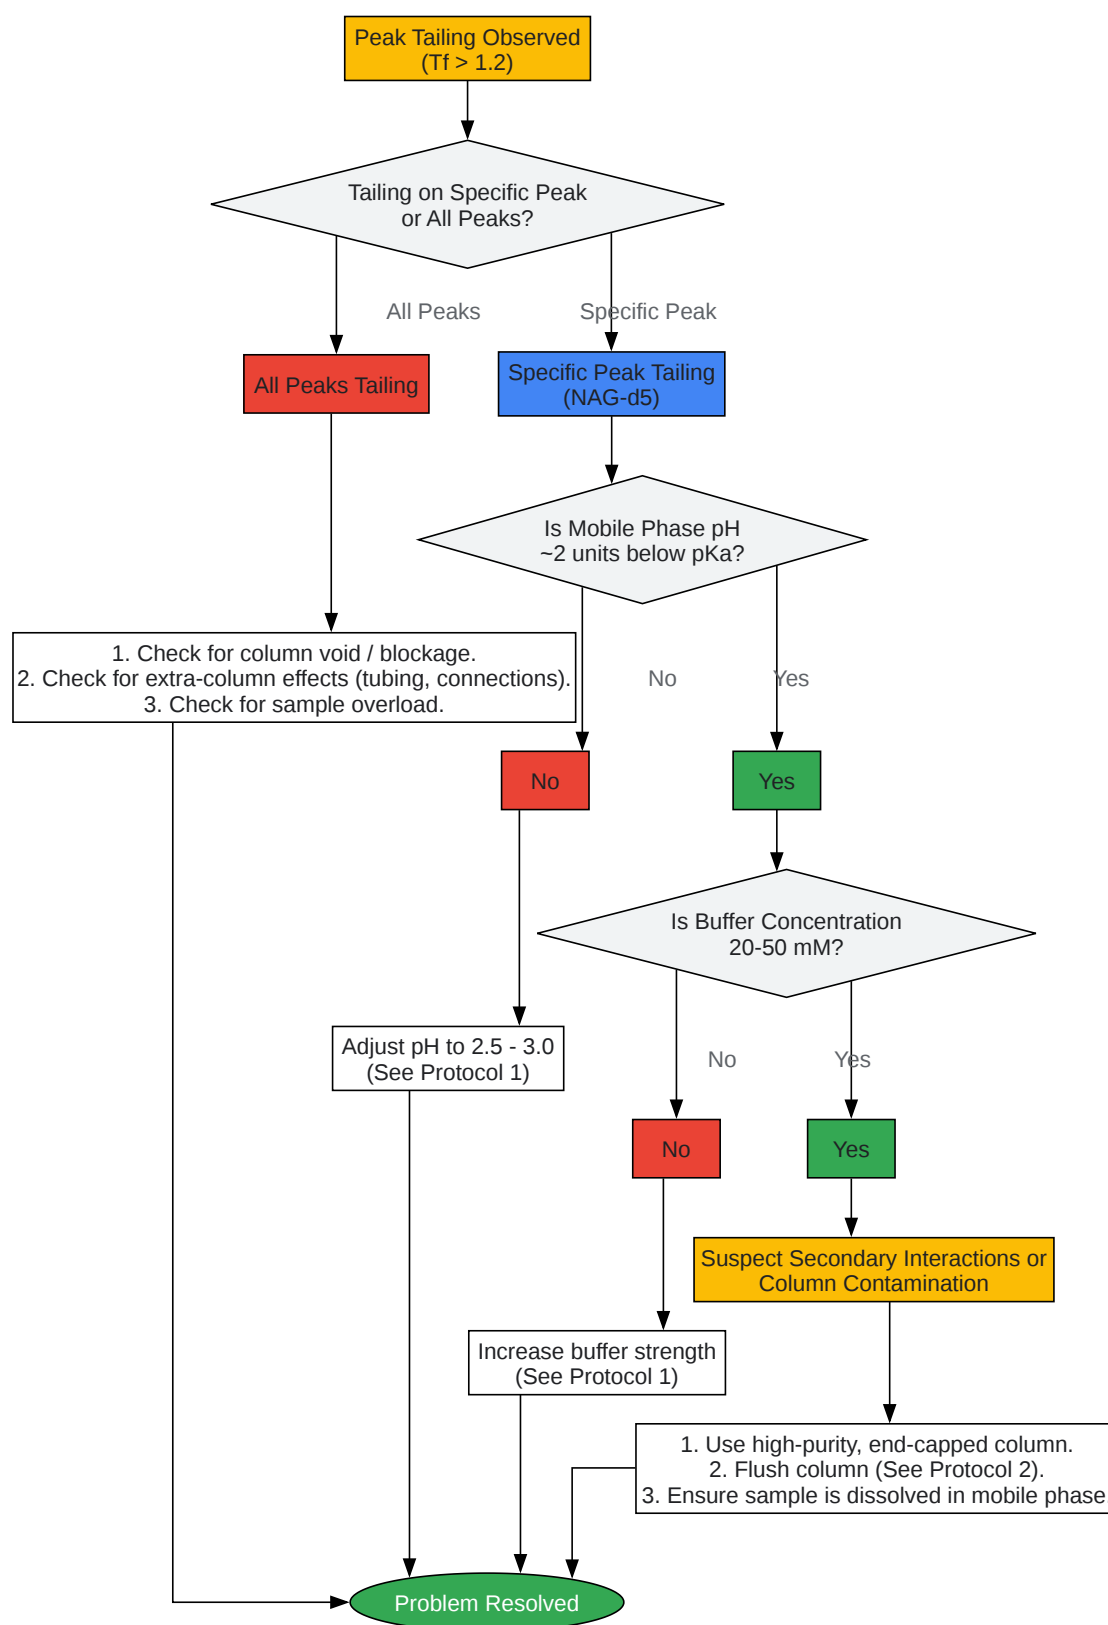 Peak Tailing Observed
(Tf > 1.2)
Tailing on Specific Peak
or All Peaks?
All Peaks
Specific Peak
All Peaks Tailing
Specific Peak Tailing
(NAG-d5)
Is Mobile Phase pH
~2 units below pKa?
1. Check for column void / blockage.
2. Check for extra-column effects (tubing, connections).
3. Check for sample overload.
No
Yes
No
Yes
Is Buffer Concentration
20-50 mM?
Adjust pH to 2.5 - 3.0
(See Protocol 1)
No
Yes
No
Yes
Suspect Secondary Interactions or
Column Contamination
Increase buffer strength
(See Protocol 1)
1. Use high-purity, end-capped column.
2. Flush column (See Protocol 2).
3. Ensure sample is dissolved in mobile phase.
Problem Resolved